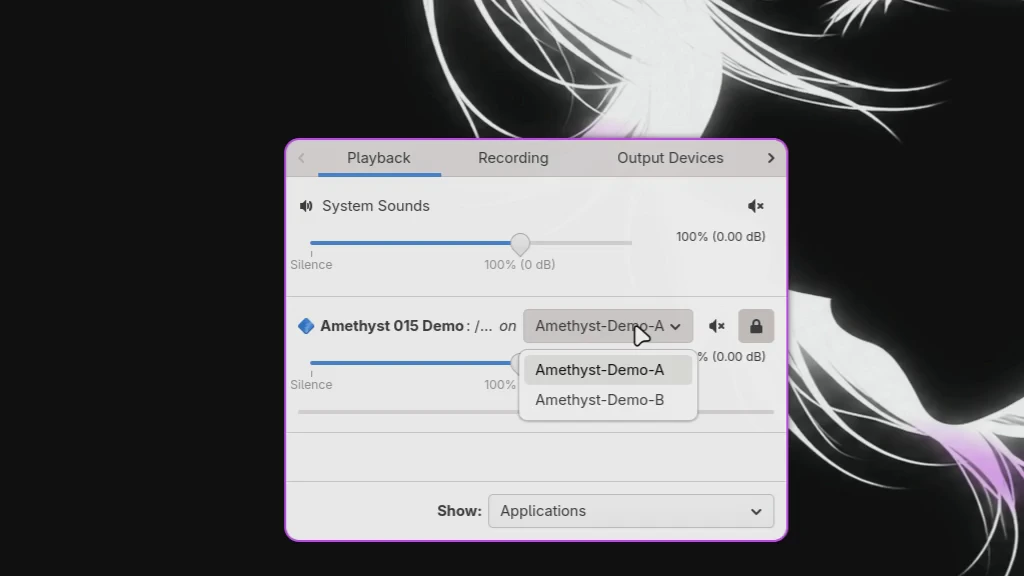 Playback Recording Output Devices
System Sounds
100% (0.00 dB)
Silence 100% (0 dB)
Amethyst 015 Demo : /... on Amethyst-Demo-A
% (0.00 dB)
Silence 100%
Amethyst-Demo-A
Amethyst-Demo-B
Show: Applications